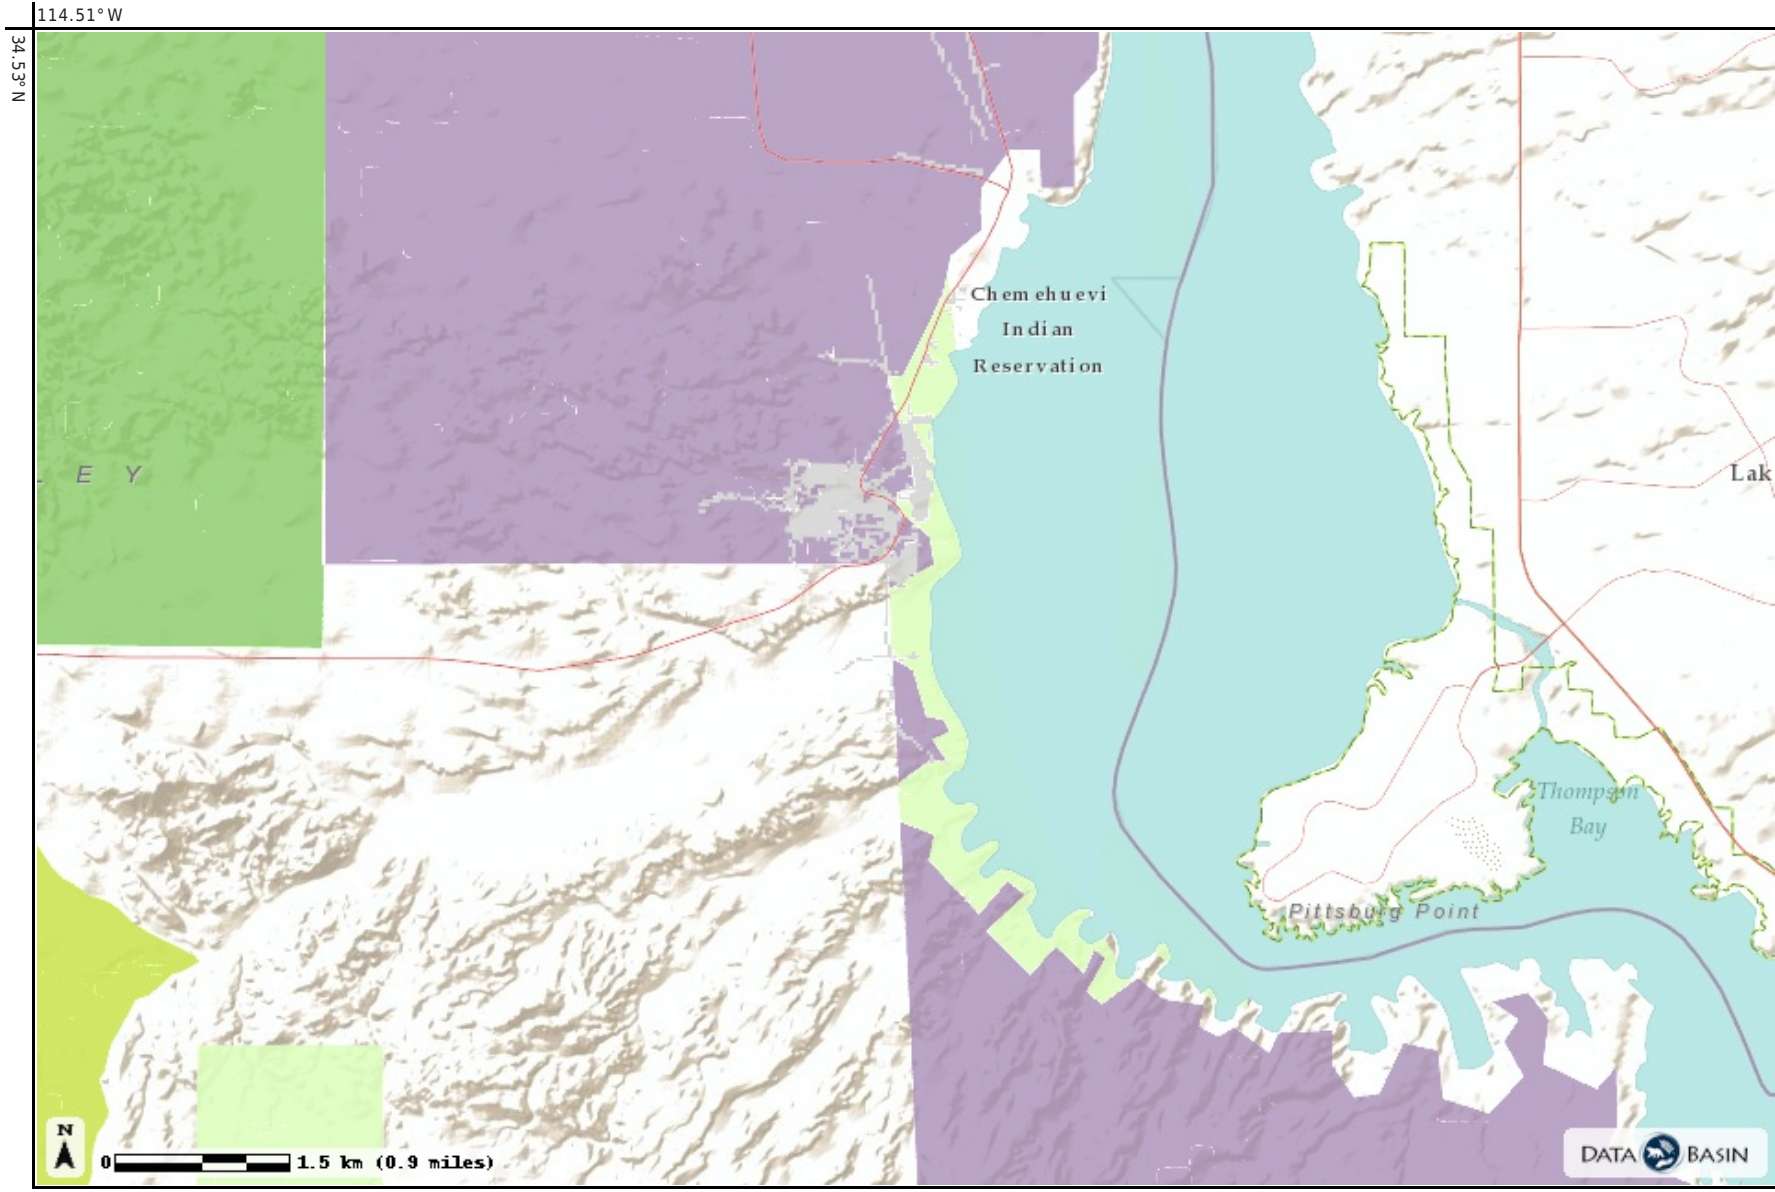 114.51° W
34.53° N
Chemehuevi
Indian
Reservation
L E Y
Lak
Thompson
Bay
Pittsburg Point
N
0 1.5 km (0.9 miles)
DATA BASIN